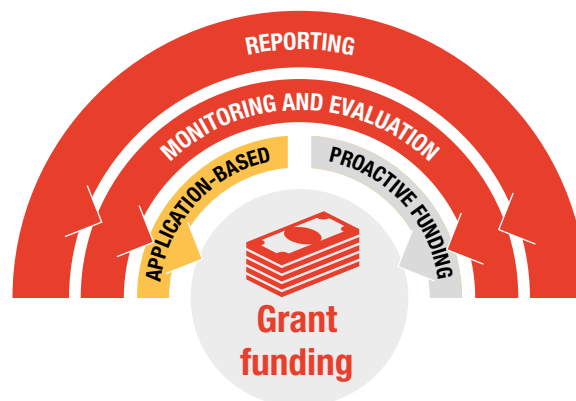 REPORTING
MONITORING AND EVALUATION
APPLICATION-BASED
PROACTIVE FUNDING
Grant
funding